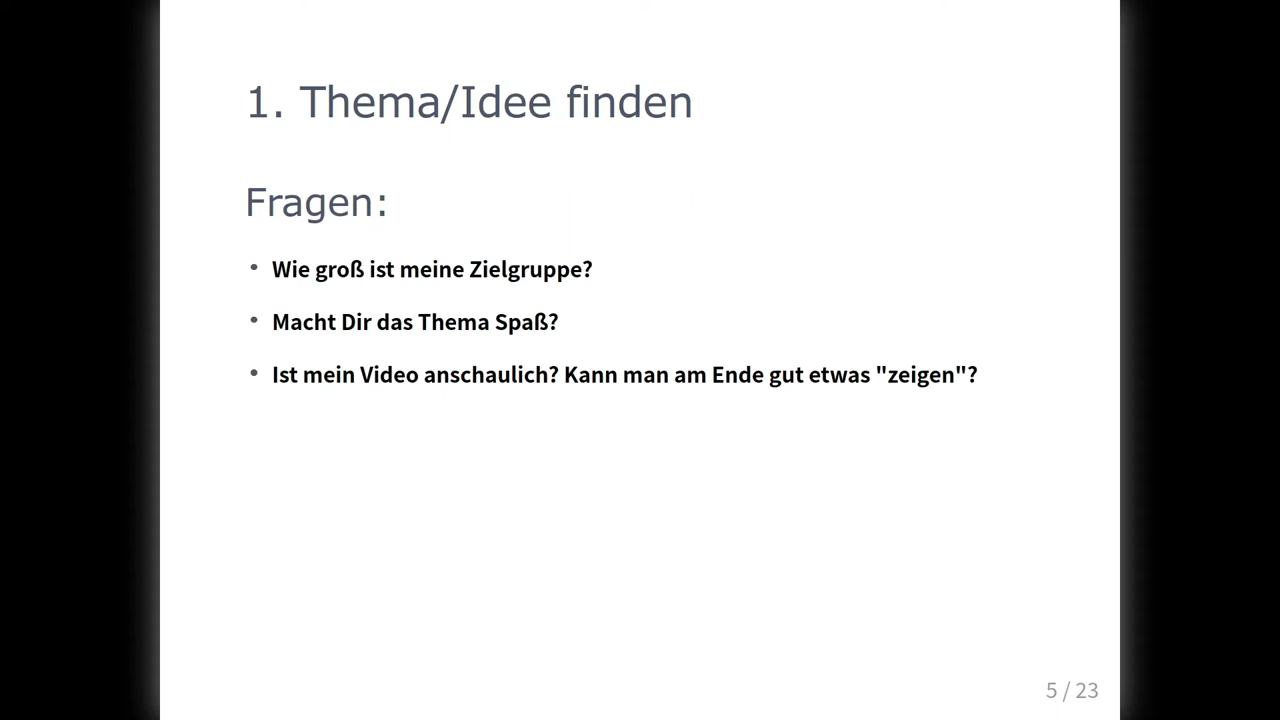 1. Thema/Idee finden
Fragen:
• Wie groß ist meine Zielgruppe?
• Macht Dir das Thema Spaß?
• Ist mein Video anschaulich? Kann man am Ende gut etwas "zeigen"?
5 / 23